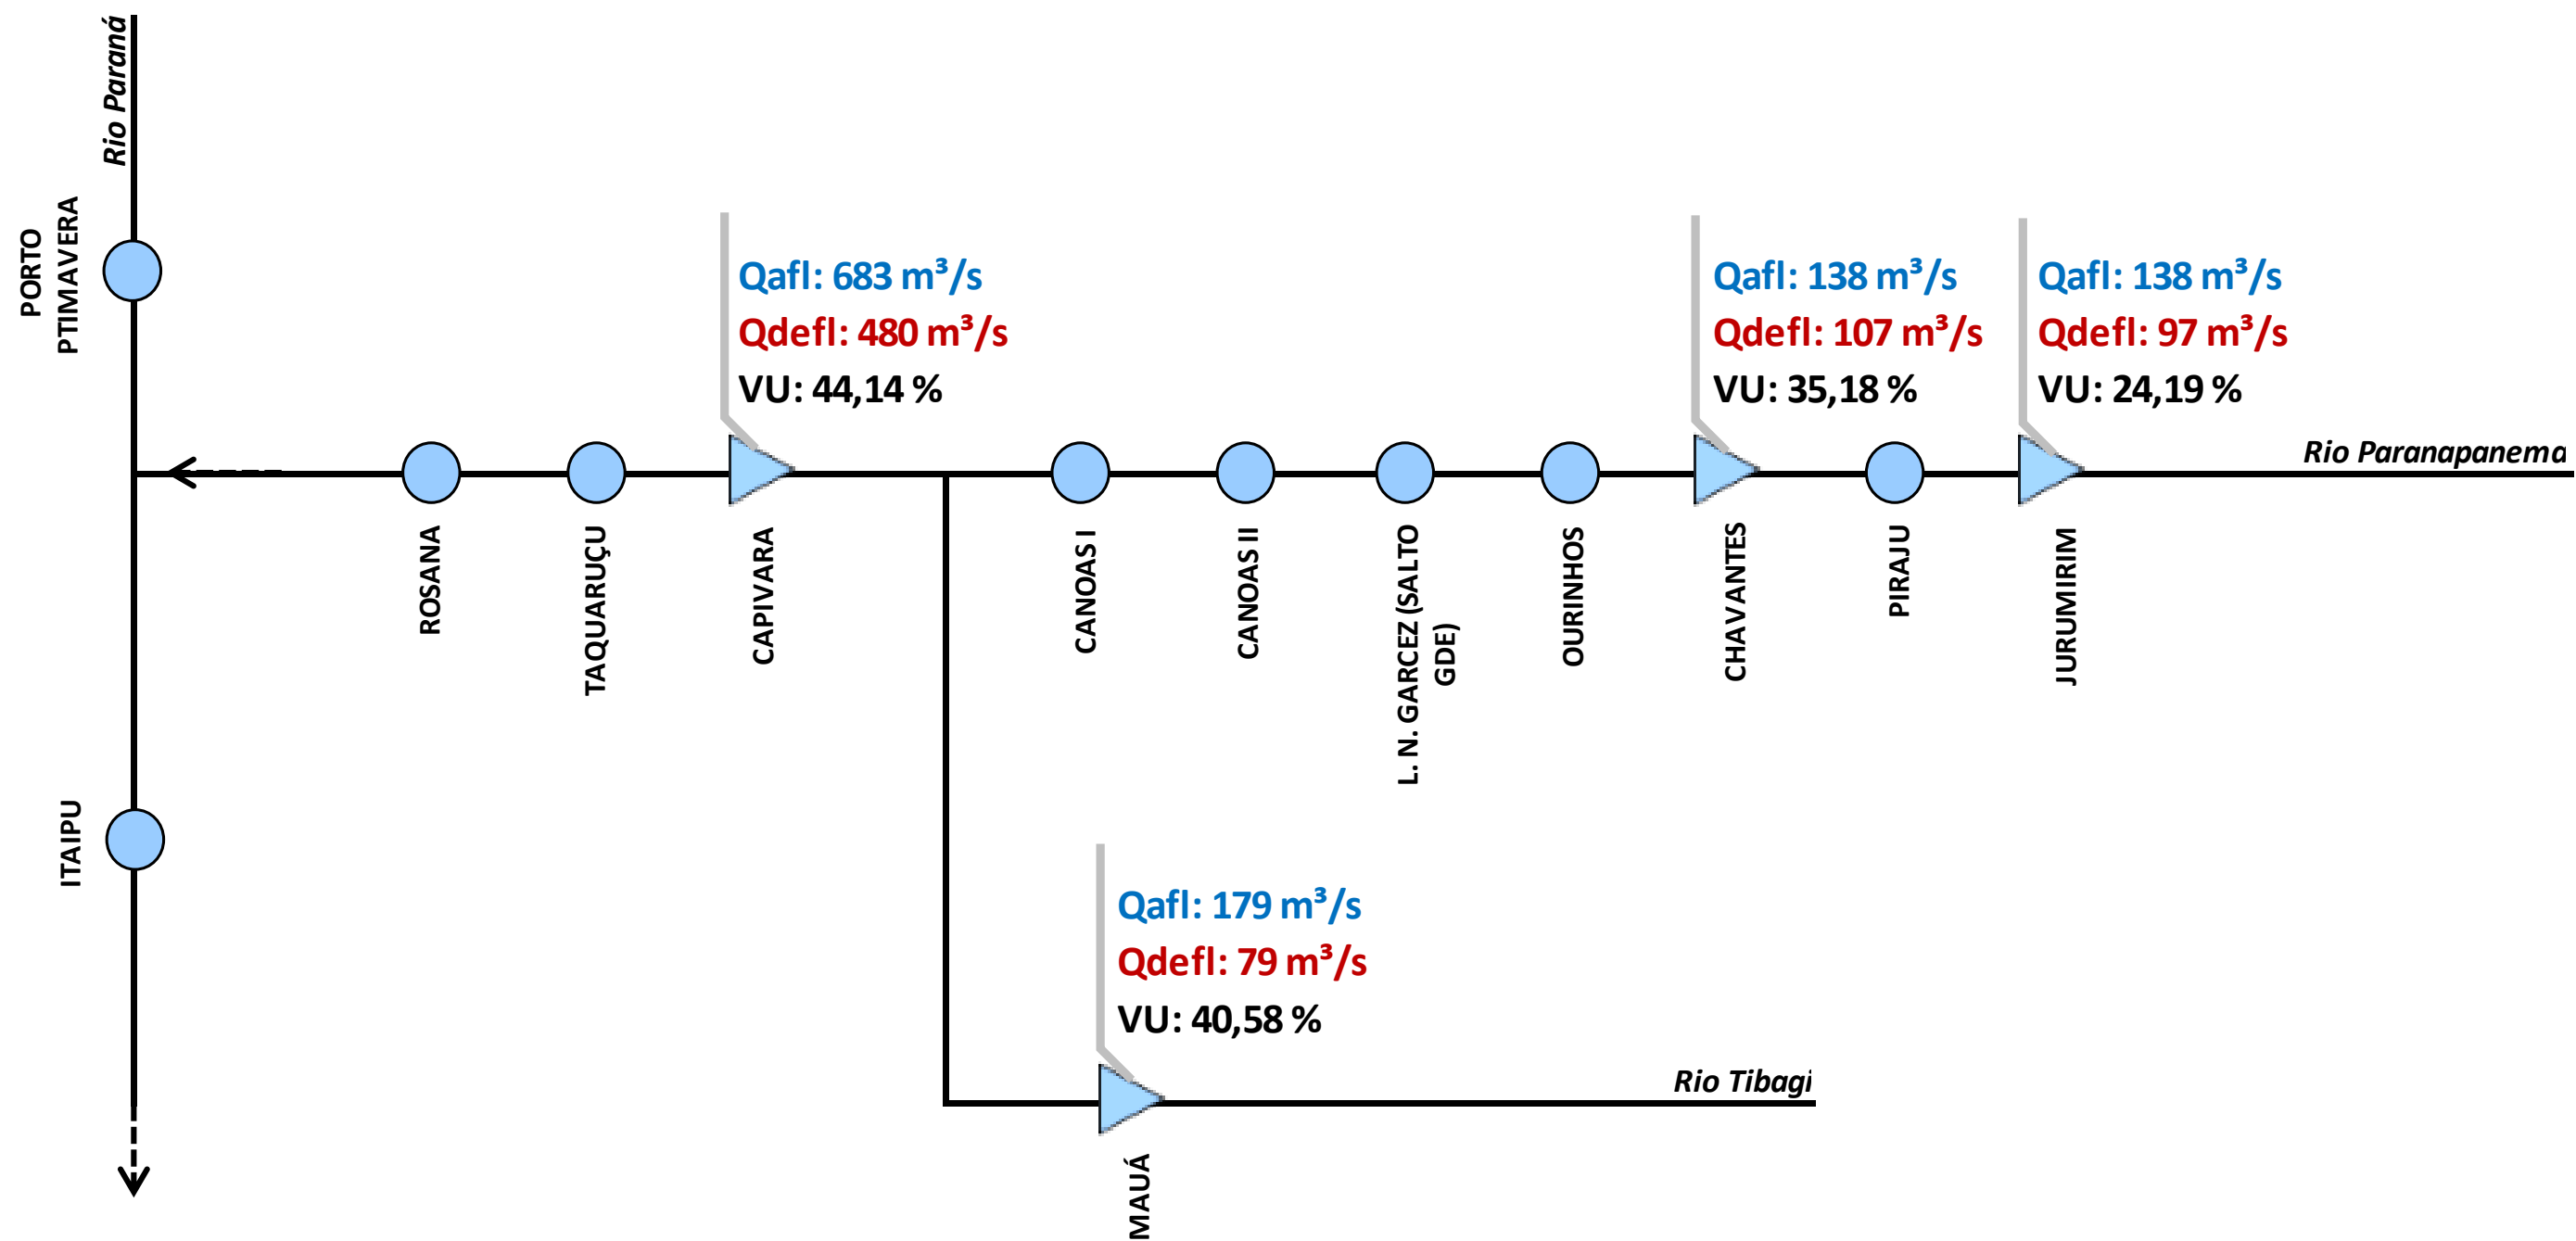 Rio Paraná
PORTO
PTIMAVERA
Qafl: 683 m³/s
Qdefl: 480 m³/s
VU: 44,14 %
Qafl: 138 m³/s
Qdefl: 107 m³/s
VU: 35,18 %
Qafl: 138 m³/s
Qdefl: 97 m³/s
VU: 24,19 %
Rio Paranapanema
ROSANA
TAQUARUÇU
CAPIVARA
CANOAS I
CANOAS II
L. N. GARCEZ (SALTO
GDE)
OURINHOS
CHAVANTES
PIRAJU
JURUMIRIM
ITAIPU
Qafl: 179 m³/s
Qdefl: 79 m³/s
VU: 40,58 %
Rio Tibagi
MAUÁ